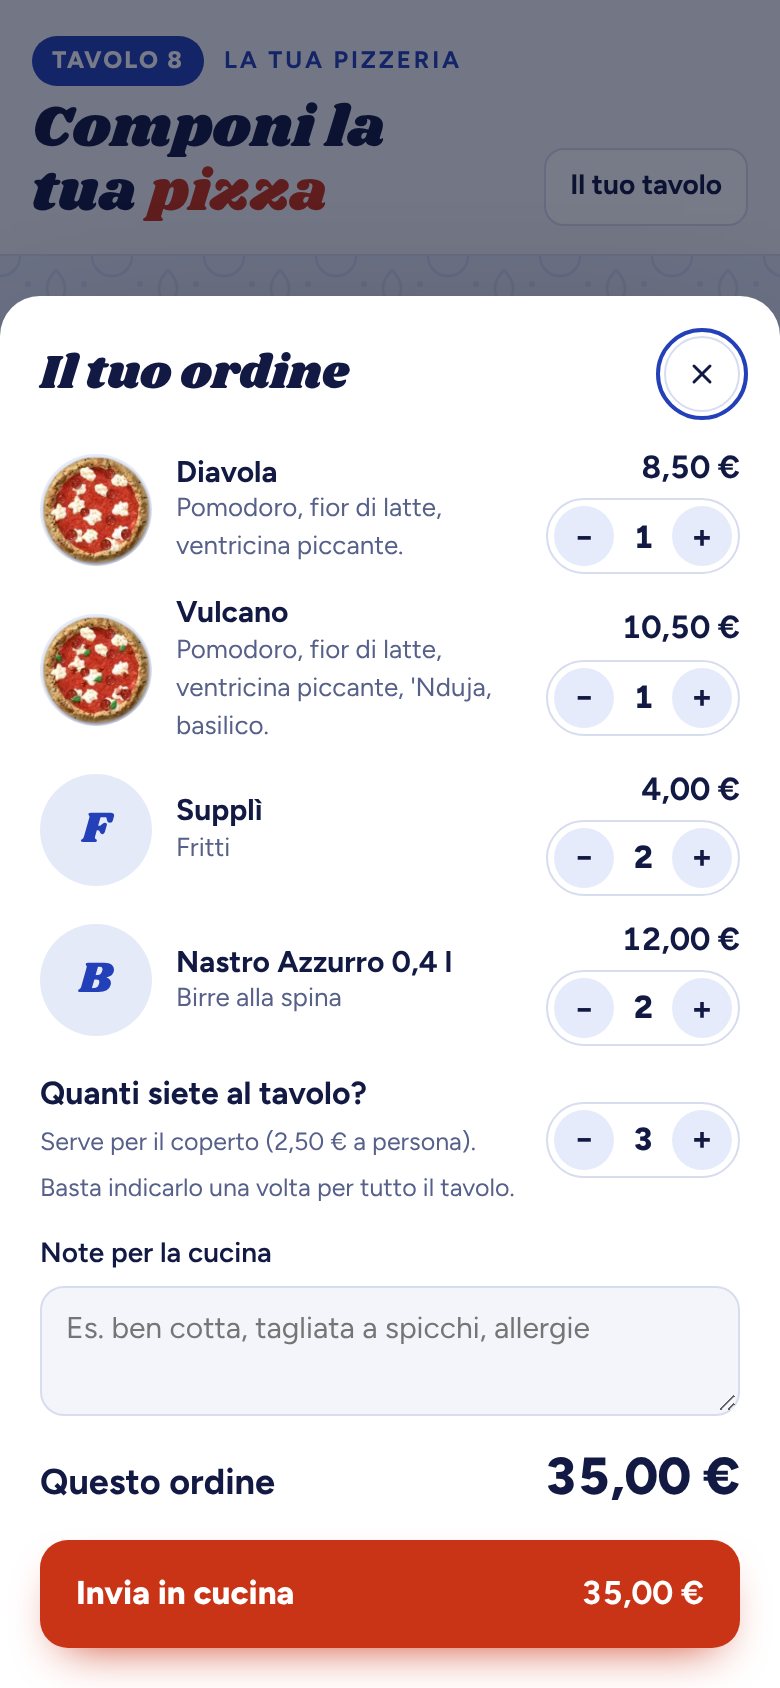 TAVOLO 8 LA TUA PIZZERIA
Componi la
tua pizza
Il tuo tavolo
Il tuo ordine
Diavola
Pomodoro, fior di latte,
ventricina piccante.
8,50 €
- 1 +
Vulcano
Pomodoro, fior di latte,
ventricina piccante, 'Nduja,
basilico.
10,50 €
- 1 +
F
Supplì
Fritti
4,00 €
- 2 +
B
Nastro Azzurro 0,4 l
Birre alla spina
12,00 €
- 2 +
Quanti siete al tavolo?
Serve per il coperto (2,50 € a persona).
Basta indicarlo una volta per tutto il tavolo.
- 3 +
Note per la cucina
Es. ben cotta, tagliata a spicchi, allergie
Questo ordine 35,00 €
Invia in cucina 35,00 €